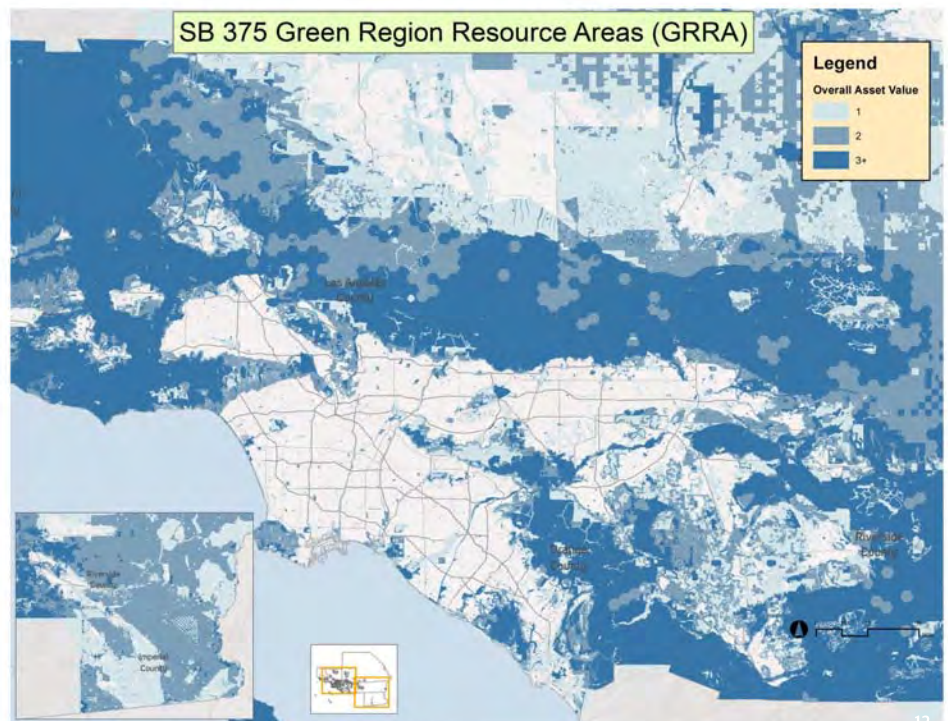 SB 375 Green Region Resource Areas (GRRA)
Legend
Overall Asset Value
1
2
3+
Los Angeles
County
Orange
County
Riverside
County
Riverside
County
Imperial
County
12